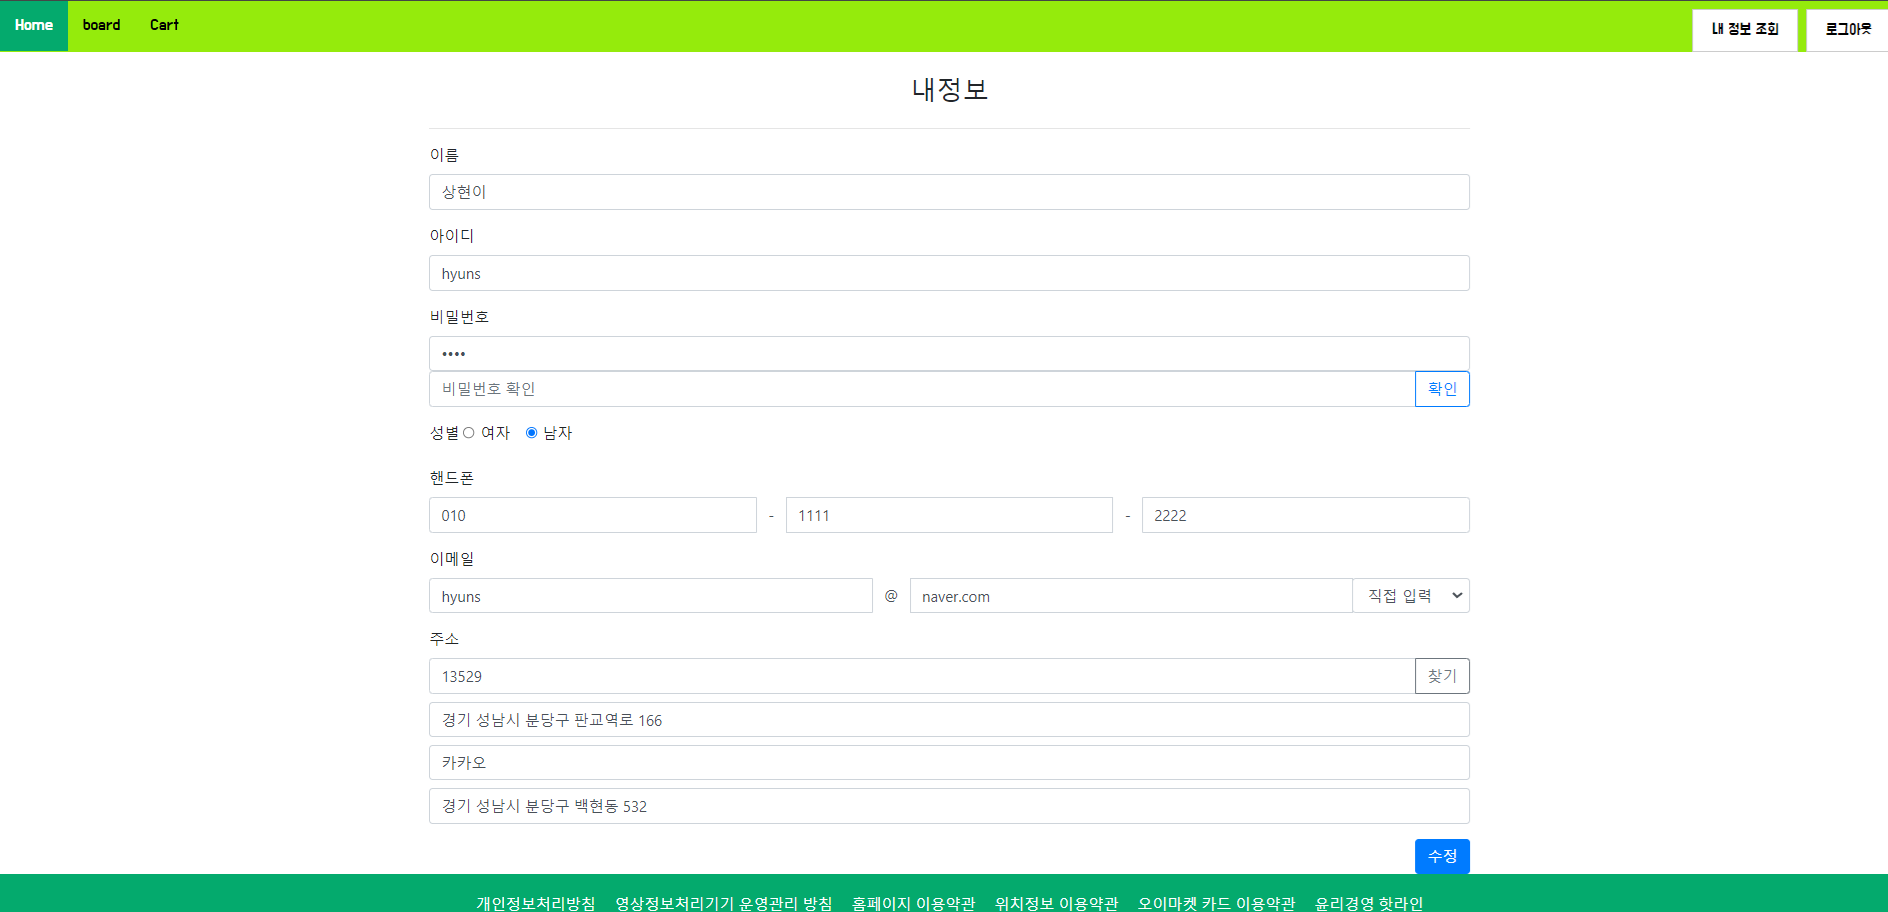 Home board Cart 내 정보 조회 로그아웃
내정보
이름
상현이
아이디
hyuns
비밀번호
••••
비밀번호 확인 확인
성별 여자 남자
핸드폰
010 - 1111 - 2222
이메일
hyuns @ naver.com 직접 입력
주소
13529 찾기
경기 성남시 분당구 판교역로 166
카카오
경기 성남시 분당구 백현동 532
수정
개인정보처리방침 영상정보처리기기 운영관리 방침 홈페이지 이용약관 위치정보 이용약관 오이마켓 카드 이용약관 윤리경영 핫라인